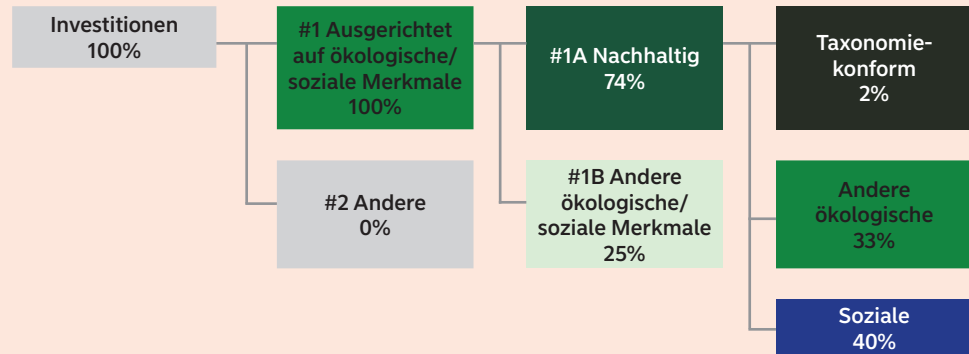 Investitionen
100%
#1 Ausgerichtet
auf ökologische/
soziale Merkmale
100%
#1A Nachhaltig
74%
Taxonomie-
konform
2%
#2 Andere
0%
#1B Andere
ökologische/
soziale Merkmale
25%
Andere
ökologische
33%
Soziale
40%